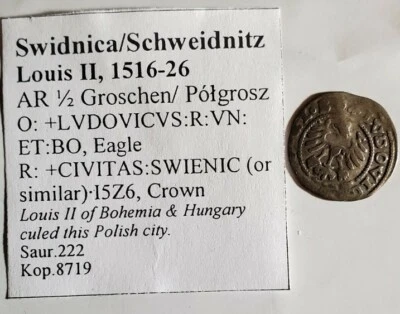 Swidnica/Schweidnitz
Louis II, 1516-26
AR ½ Groschen/ Półgrosz
O: +LVDOVICVS:R:VN:
ET:BO, Eagle
R: +CIVITAS:SWIENIC (or
similar)·I5Z6, Crown
Louis II of Bohemia & Hungary
culed this Polish city.
Saur.222
Kop.8719